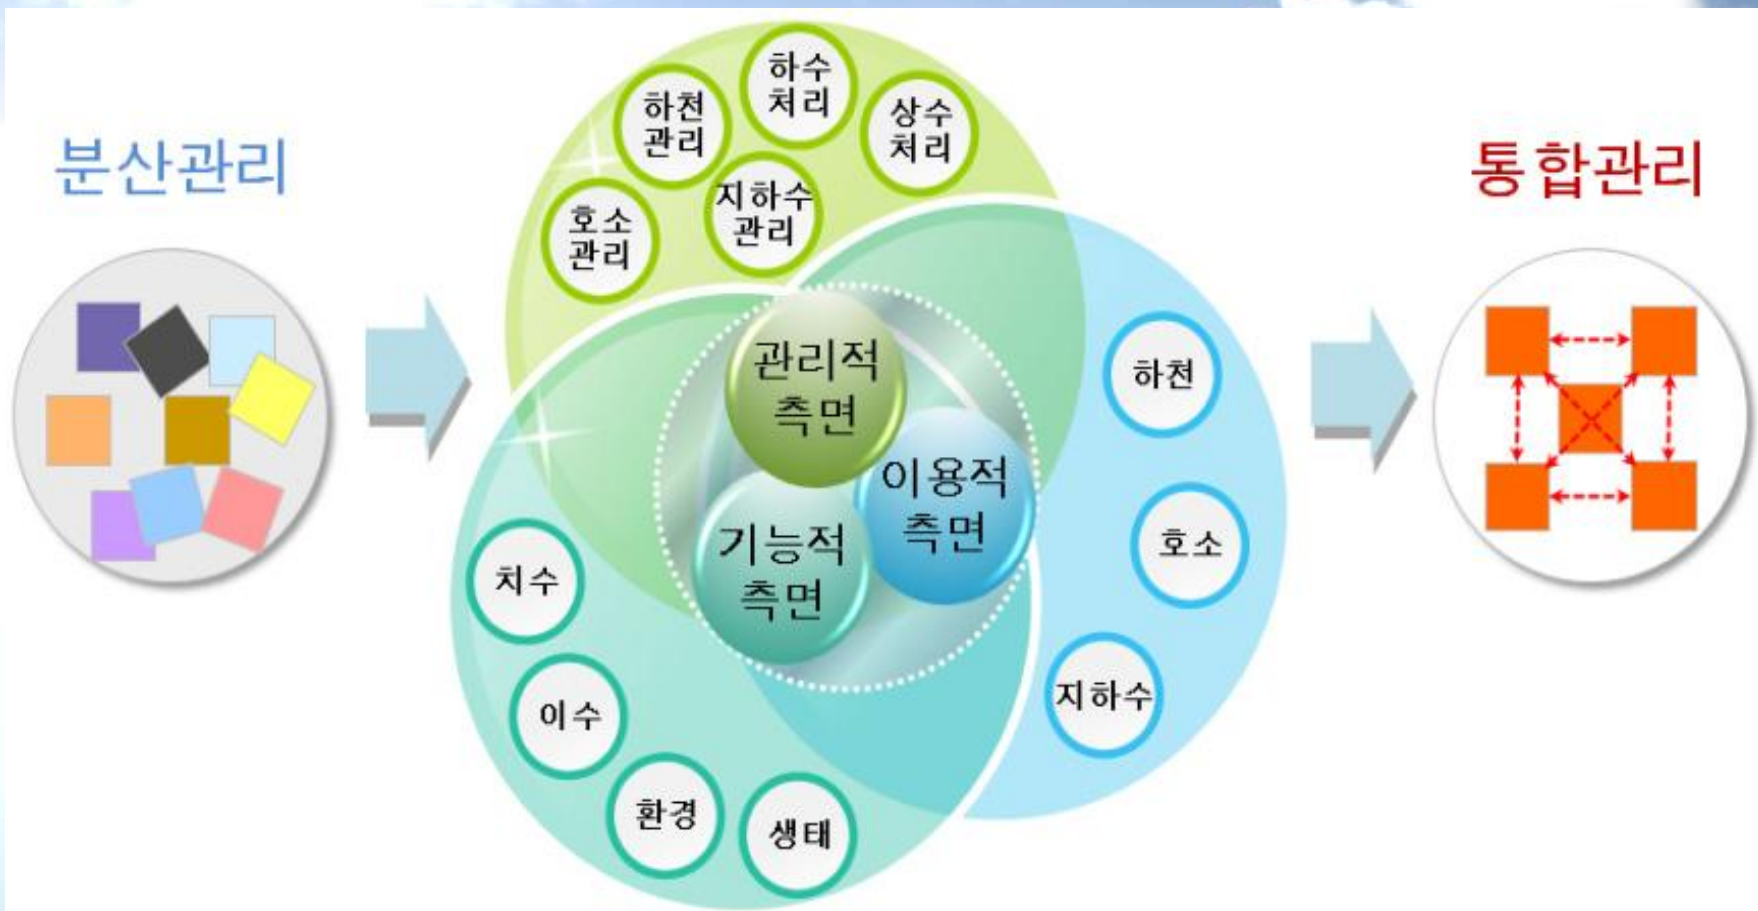 분산관리
하천
관리
하수
처리
상수
처리
호소
관리
지하수
관리
관리적
측면
이용적
측면
기능적
측면
하천
호소
지하수
치수
이수
환경
생태
통합관리